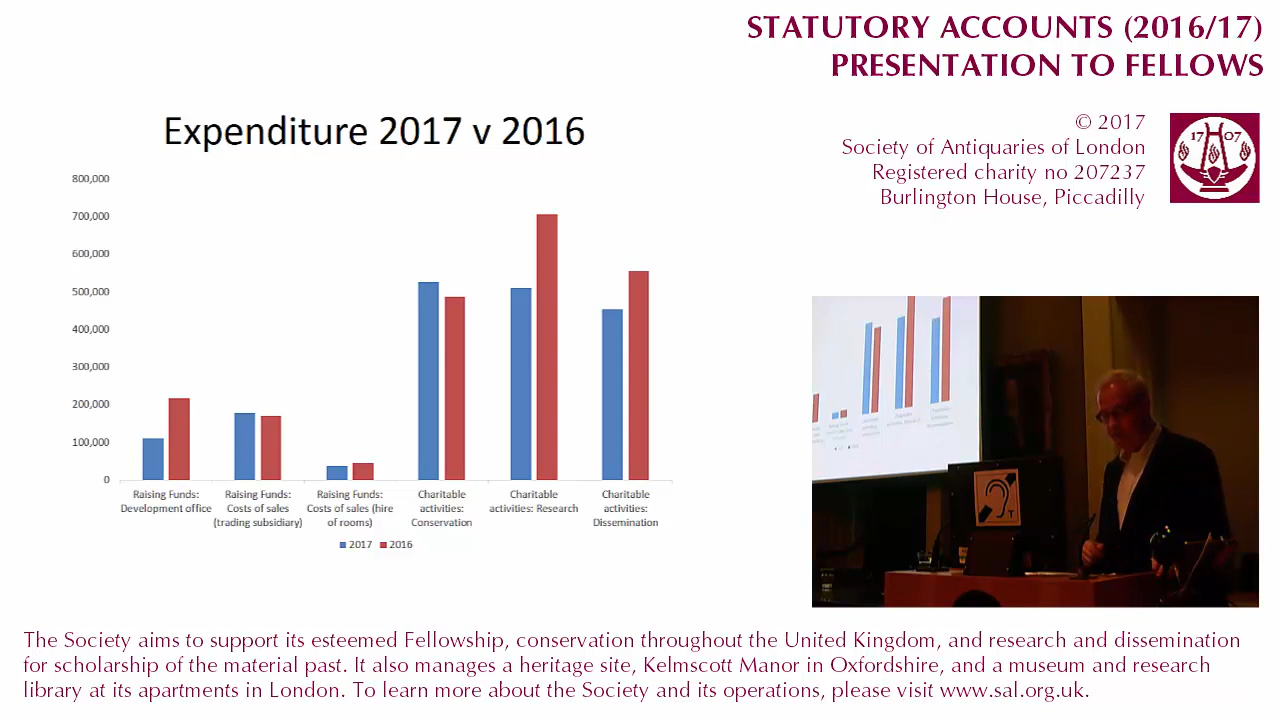 STATUTORY ACCOUNTS (2016/17)
PRESENTATION TO FELLOWS
© 2017
Society of Antiquaries of London
Registered charity no 207237
Burlington House, Piccadilly
17 07
Expenditure 2017 v 2016
800,000
700,000
600,000
500,000
400,000
300,000
200,000
100,000
0
Raising Funds:
Development office
Raising Funds:
Costs of sales
(trading subsidiary)
Raising Funds:
Costs of sales (hire
of rooms)
Charitable
activities:
Conservation
Charitable
activities: Research
Charitable
activities:
Dissemination
2017 2016
T
The Society aims to support its esteemed Fellowship, conservation throughout the United Kingdom, and research and dissemination
for scholarship of the material past. It also manages a heritage site, Kelmscott Manor in Oxfordshire, and a museum and research
library at its apartments in London. To learn more about the Society and its operations, please visit www.sal.org.uk.